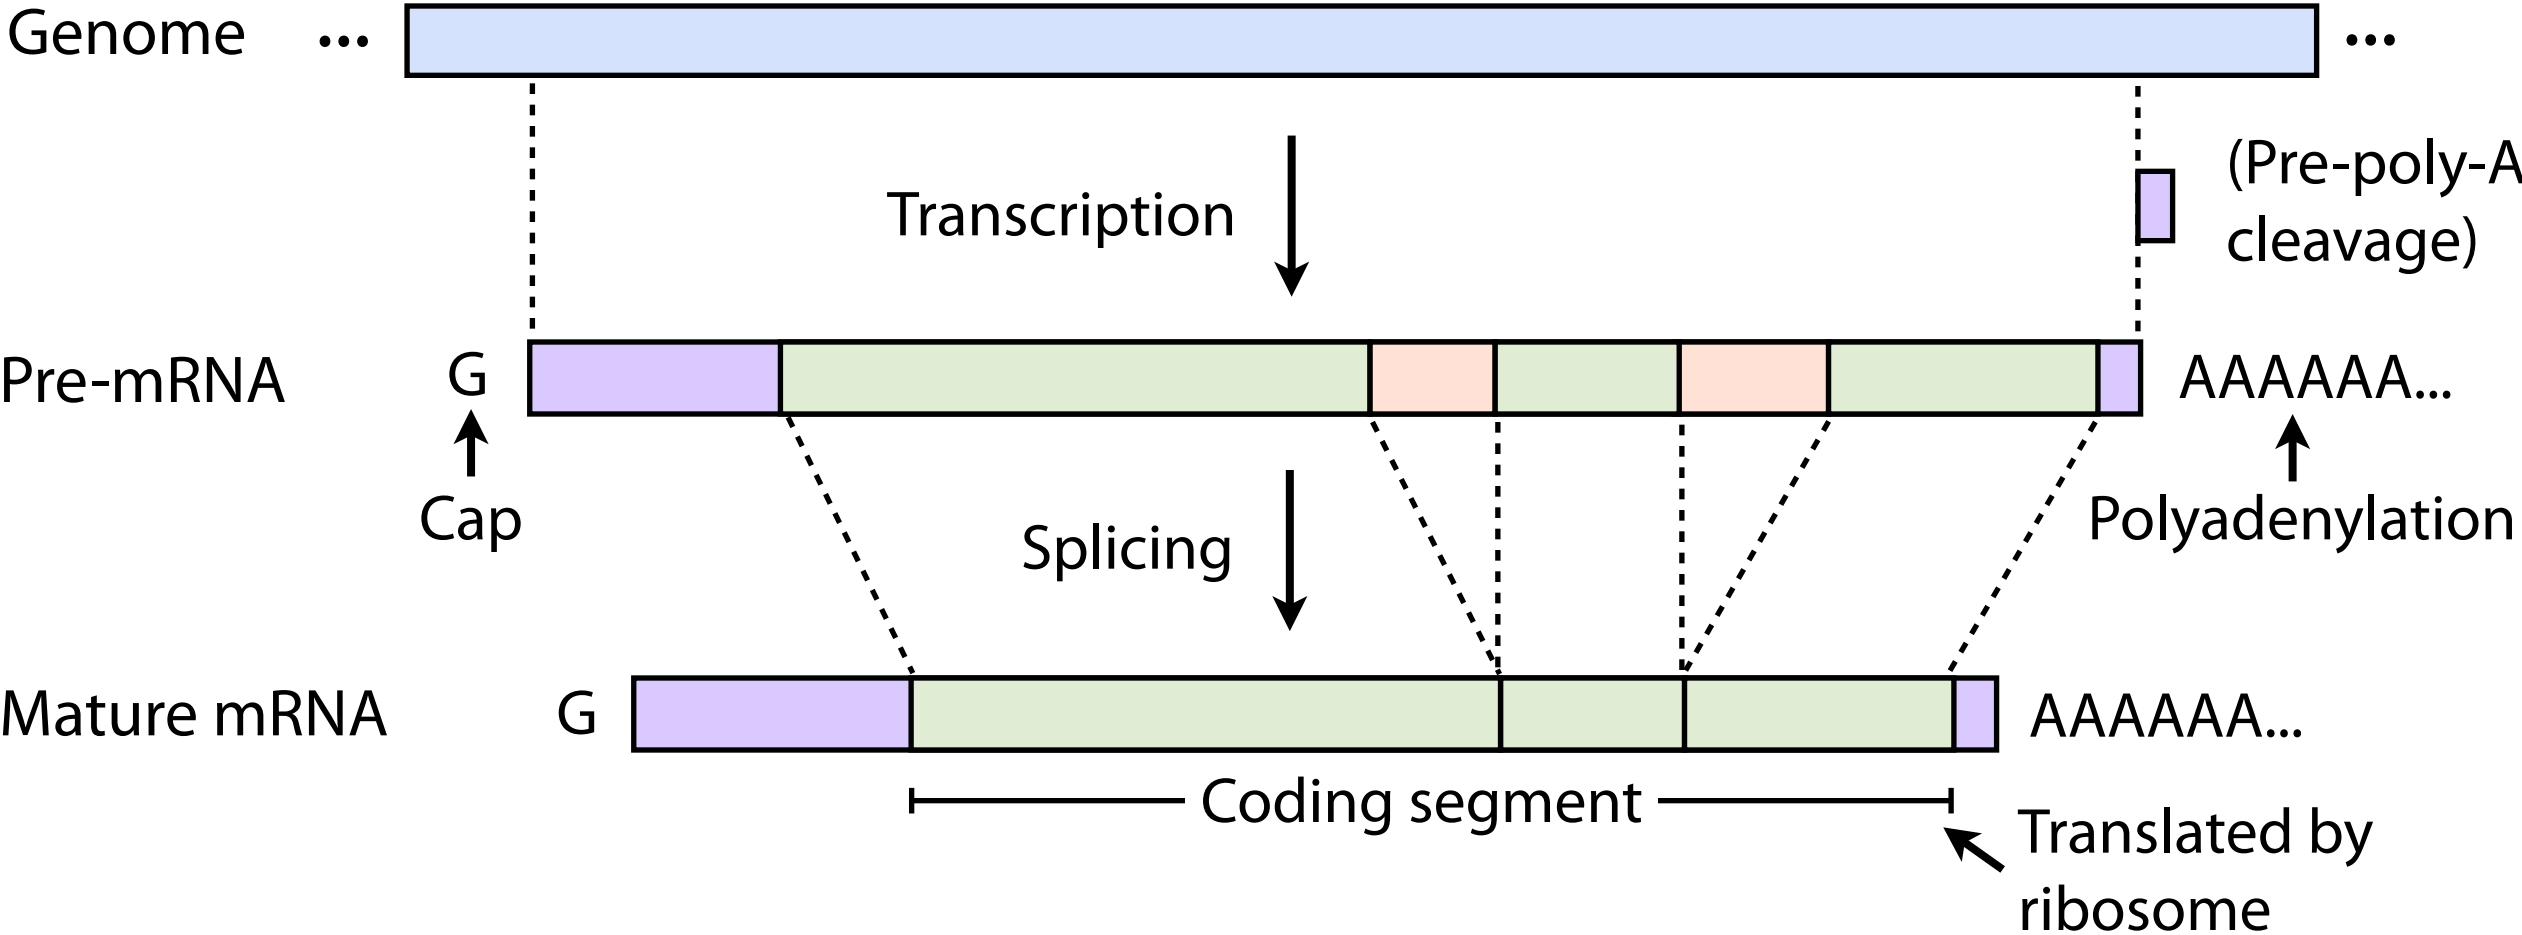 Genome ... ...
(Pre-poly-A
cleavage)
Transcription
Pre-mRNA G AAAAAA...
Cap
Polyadenylation
Splicing
Mature mRNA G AAAAAA...
Coding segment
Translated by
ribosome